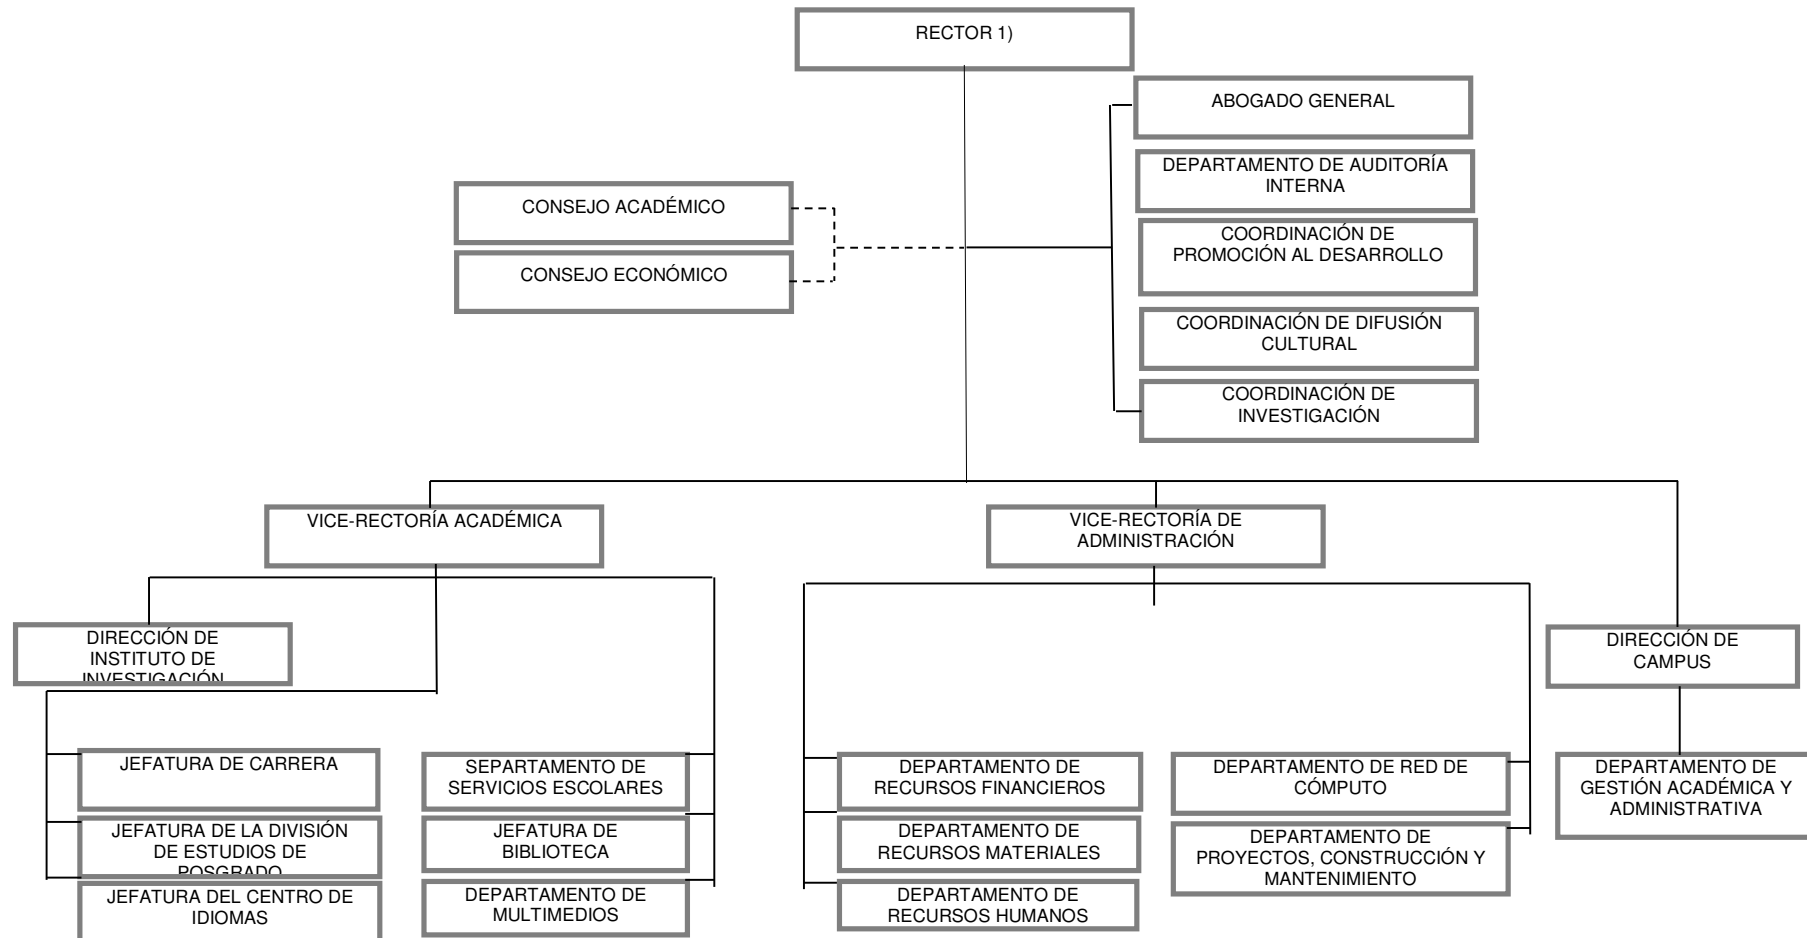 RECTOR 1)
ABOGADO GENERAL
DEPARTAMENTO DE AUDITORÍA
INTERNA
CONSEJO ACADÉMICO
CONSEJO ECONÓMICO
COORDINACIÓN DE
PROMOCIÓN AL DESARROLLO
COORDINACIÓN DE DIFUSIÓN
CULTURAL
COORDINACIÓN DE
INVESTIGACIÓN
VICE-RECTORÍA ACADÉMICA
VICE-RECTORÍA DE
ADMINISTRACIÓN
DIRECCIÓN DE
INSTITUTO DE
INVESTIGACIÓN
DIRECCIÓN DE
CAMPUS
JEFATURA DE CARRERA
JEFATURA DE LA DIVISIÓN
DE ESTUDIOS DE
POSGRADO
JEFATURA DEL CENTRO DE
IDIOMAS
SEPARTAMENTO DE
SERVICIOS ESCOLARES
JEFATURA DE
BIBLIOTECA
DEPARTAMENTO DE
MULTIMEDIOS
DEPARTAMENTO DE
RECURSOS FINANCIEROS
DEPARTAMENTO DE
RECURSOS MATERIALES
DEPARTAMENTO DE
RECURSOS HUMANOS
DEPARTAMENTO DE RED DE
CÓMPUTO
DEPARTAMENTO DE
PROYECTOS, CONSTRUCCIÓN Y
MANTENIMIENTO
DEPARTAMENTO DE
GESTIÓN ACADÉMICA Y
ADMINISTRATIVA